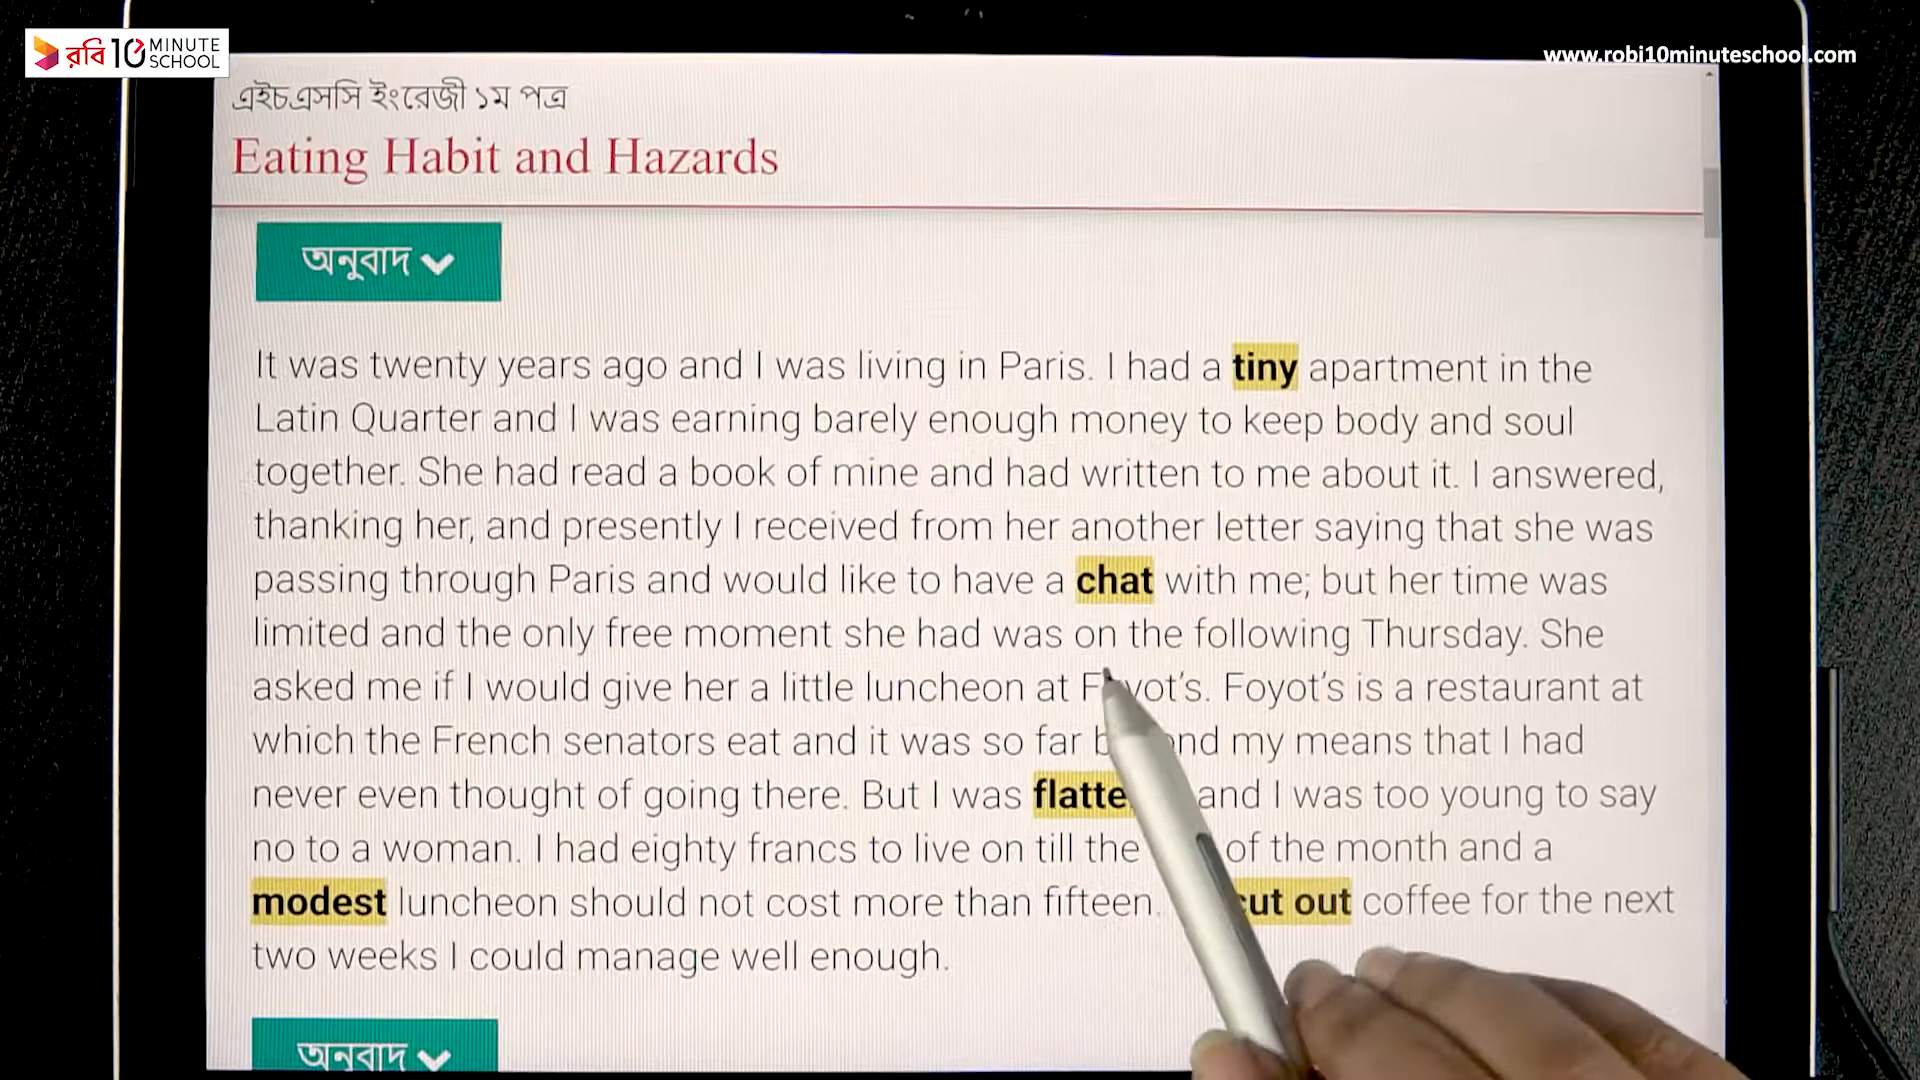 রবি 10 MINUTE SCHOOL
www.robi10minuteschool.com
এইচএসসি ইংরেজী ১ম পত্র
Eating Habit and Hazards
অনুবাদ
It was twenty years ago and I was living in Paris. I had a tiny apartment in the
Latin Quarter and I was earning barely enough money to keep body and soul
together. She had read a book of mine and had written to me about it. I answered,
thanking her, and presently I received from her another letter saying that she was
passing through Paris and would like to have a chat with me; but her time was
limited and the only free moment she had was on the following Thursday. She
asked me if I would give her a little luncheon at Foyot's. Foyot's is a restaurant at
which the French senators eat and it was so far beyond my means that I had
never even thought of going there. But I was and I was too young to say
no to a woman. I had eighty francs to live on till the of the month and a
modest luncheon should not cost more than fifteen. cut out coffee for the next
two weeks I could manage well enough.
অনুবাদ